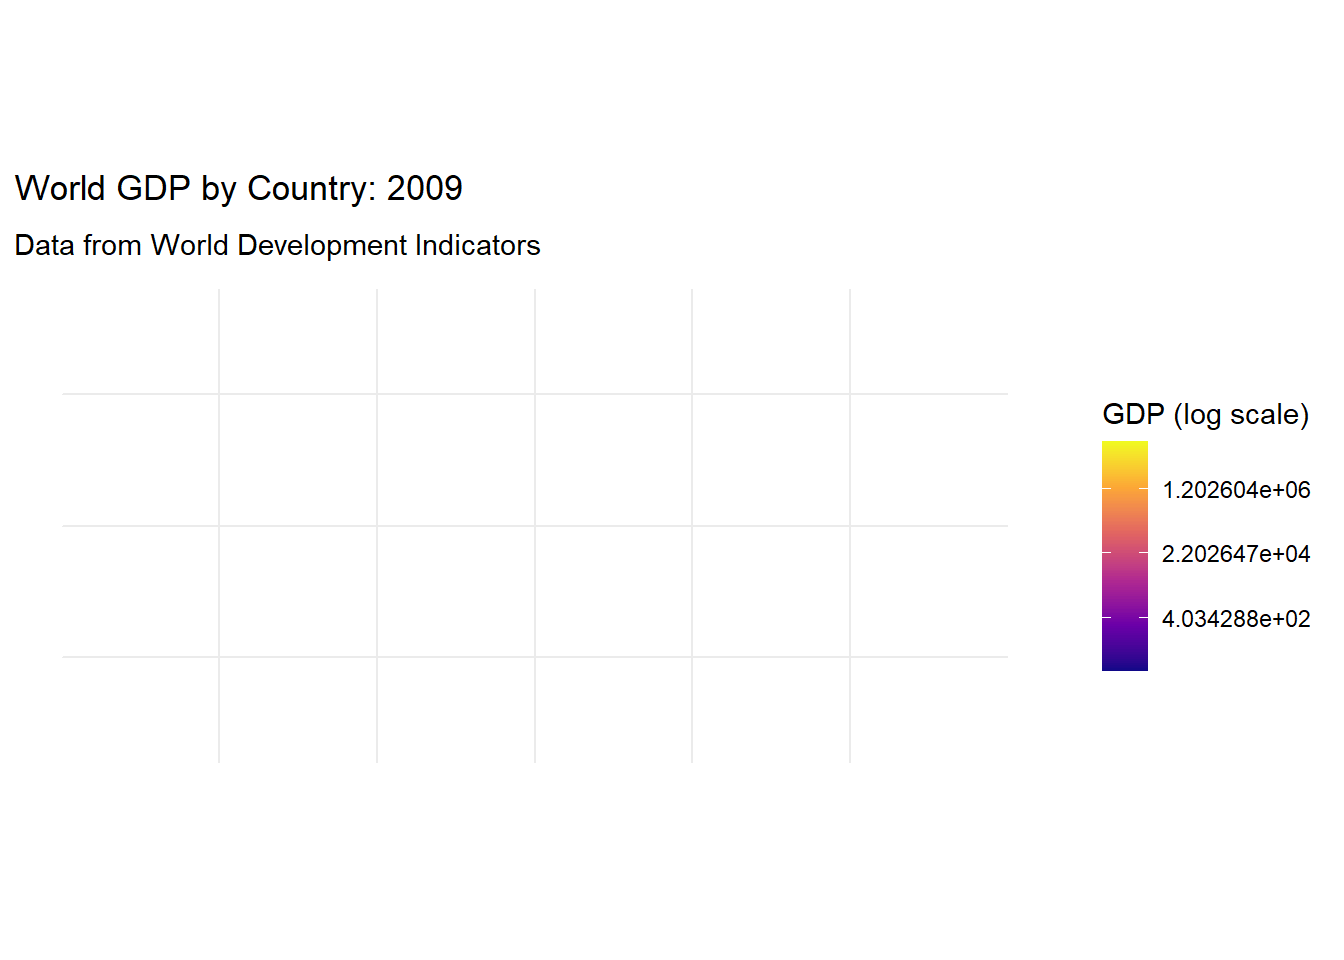 World GDP by Country: 2009
Data from World Development Indicators
GDP (log scale)
1.202604e+06
2.202647e+04
4.034288e+02